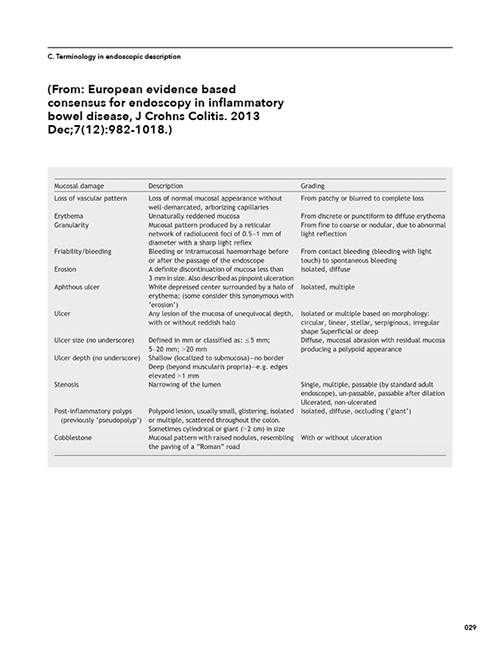 C. Terminology in endoscopic description
(From: European evidence based
consensus for endoscopy in inflammatory
bowel disease, J Crohns Colitis. 2013
Dec;7(12):982-1018.)
Mucosal damage Description Grading
Loss of vascular pattern Loss of normal mucosal appearance without From patchy or blurred to complete loss
well-demarcated, arborizing capillaries
Erythema Unnaturally reddened mucosa From discrete or punctiform to diffuse erythema
Granularity Mucosal pattern produced by a reticular From fine to coarse or nodular, due to abnormal
network of radiolucent foci of 0.5–1 mm of light reflection
diameter with a sharp light reflex
Friability/bleeding Bleeding or intramucosal haemorrhage before From contact bleeding (bleeding with light
or after the passage of the endoscope touch) to spontaneous bleeding
Erosion A definite discontinuation of mucosa less than Isolated, diffuse
3 mm in size. Also described as pinpoint ulceration
Aphthous ulcer White depressed center surrounded by a halo of Isolated, multiple
erythema; (some consider this synonymous with
'erosion')
Ulcer Any lesion of the mucosa of unequivocal depth, Isolated or multiple based on morphology:
with or without reddish halo circular, linear, stellar, serpiginous, irregular
shape Superficial or deep
Ulcer size (no underscore) Defined in mm or classified as: ≤5 mm; Diffuse, mucosal abrasion with residual mucosa
5–20 mm; >20 mm producing a polypoid appearance
Ulcer depth (no underscore) Shallow (localized to submucosa)—no border
Deep (beyond muscularis propria)—e.g. edges
elevated >1 mm
Stenosis Narrowing of the lumen Single, multiple, passable (by standard adult
endoscope), un-passable, passable after dilation
Ulcerated, non-ulcerated
Post-inflammatory polyps Polypoid lesion, usually small, glistering, isolated Isolated, diffuse, occluding ('giant')
(previously 'pseudopolyp') or multiple, scattered throughout the colon.
Sometimes cylindrical or giant (>2 cm) in size
Cobblestone Mucosal pattern with raised nodules, resembling With or without ulceration
the paving of a "Roman" road
029